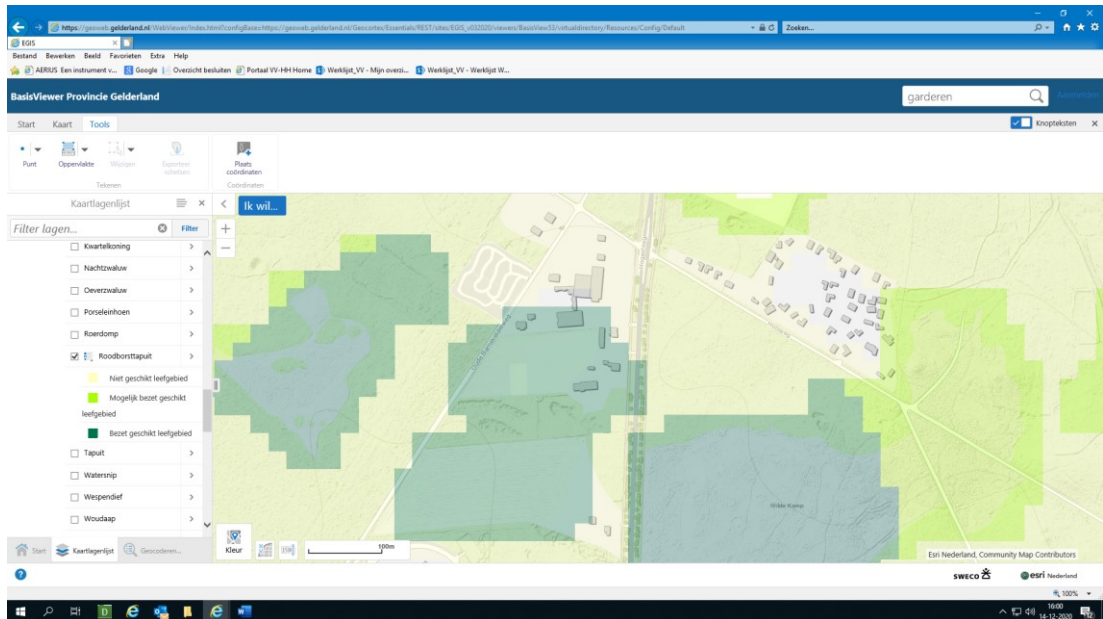 https://geoweb.gelderland.nl/WebViewer/Index.html?configBase=https://geoweb.gelderland.nl/Geocortex/Essentials/REST/sites/EGIS_v032020/viewers/BasisView53/virtualdirectory/Resources/Config/Default
Zoeken...
EGIS
Bestand Bewerken Beeld Favorieten Extra Help
AERIUS Een instrument v... Google Overzicht besluiten Portaal VV-HH Home Werklijst_VV - Mijn overzi... Werklijst_VV - Werklijst W...
BasisViewer Provincie Gelderland
garderen
Start Kaart Tools
Knopteksten
Punt Oppervlakte Wijzigen Exporteer
Plaats
coördinaten
Tekenen Coördinaten
Kaartlagenlijst
Ik wil...
Filter lagen...
Filter
Kwartelkoning
Nachtzwaluw
Oeverzwaluw
Porseleinhoen
Roerdomp
Roodborsttapuit
Niet geschikt leefgebied
Mogelijk bezet geschikt
leefgebied
Bezet geschikt leefgebied
Tapuit
Watersnip
Wespendief
Woudaap
Wilde Kamp
Start Kaartlagenlijst Geocoderen...
Kleur
100m
Esri Nederland, Community Map Contributors
sweco
esri Nederland
100%
16:00
14-12-2020